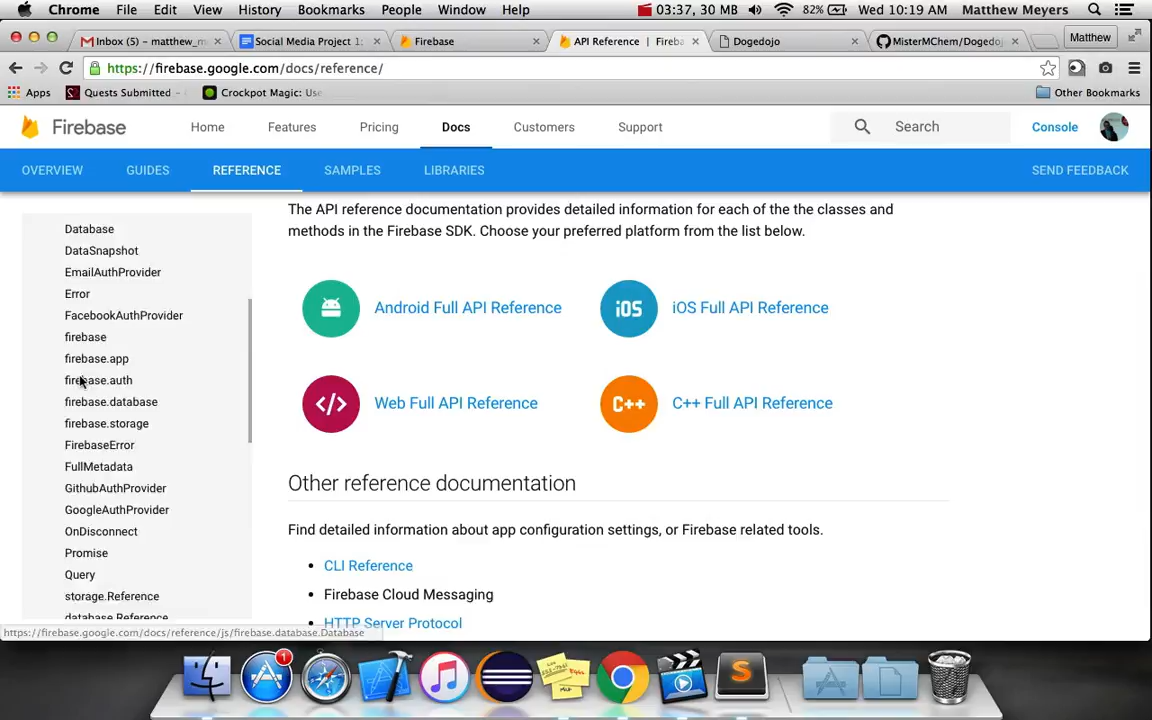 Chrome File Edit View History Bookmarks People Window Help 03:37, 30 MB 82% Wed 10:19 AM Matthew Meyers
Inbox (5) — matthew_m Social Media Project 1: Firebase API Reference | Fireba Dogedojo MisterMChem/Dogedoj Matthew
https://firebase.google.com/docs/reference/
Apps Quests Submitted - Crockpot Magic: Us Other Bookmarks
Firebase Home Features Pricing Docs Customers Support Search Console
OVERVIEW GUIDES REFERENCE SAMPLES LIBRARIES SEND FEEDBACK
Database
DataSnapshot
EmailAuthProvider
Error
FacebookAuthProvider
firebase
firebase.app
firebase.auth
firebase.database
firebase.storage
FirebaseError
FullMetadata
GithubAuthProvider
GoogleAuthProvider
OnDisconnect
Promise
Query
storage.Reference
database.Reference
The API reference documentation provides detailed information for each of the the classes and
methods in the Firebase SDK. Choose your preferred platform from the list below.
Android Full API Reference
iOS iOS Full API Reference
</> Web Full API Reference
C++ C++ Full API Reference
Other reference documentation
Find detailed information about app configuration settings, or Firebase related tools.
• CLI Reference
• Firebase Cloud Messaging
• HTTP Server Protocol
https://firebase.google.com/docs/reference/js/firebase.database.Database
1